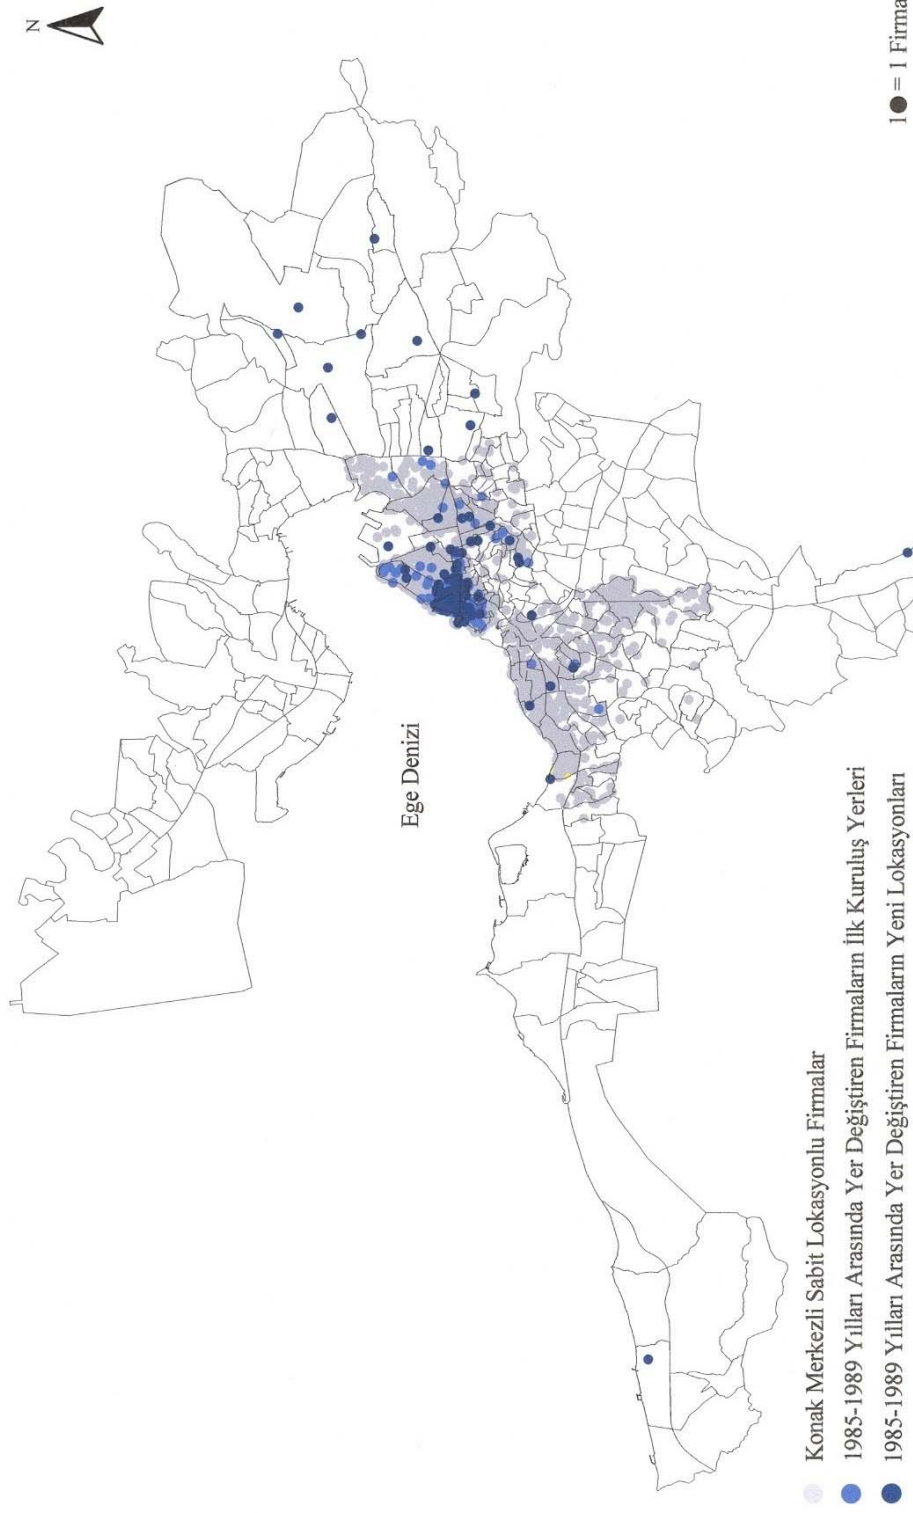 N
Ege Denizi
Konak Merkezli Sabit Lokasyonlu Firmalar
1985-1989 Yılları Arasında Yer Değiştiren Firmaların İlk Kuruluş Yerleri
1985-1989 Yılları Arasında Yer Değiştiren Firmaların Yeni Lokasyonları
1●= 1 Firma